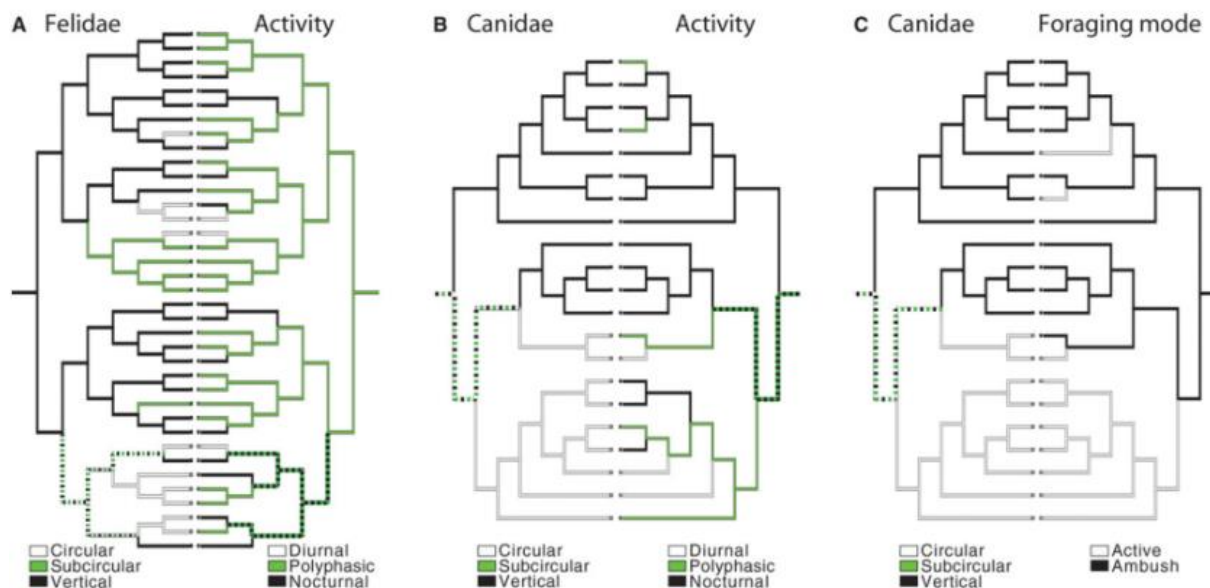 A Felidae Activity
B Canidae Activity
C Canidae Foraging mode
Circular Diurnal
Subcircular Polyphasic
Vertical Nocturnal
Circular Diurnal
Subcircular Polyphasic
Vertical Nocturnal
Circular Active
Subcircular Ambush
Vertical